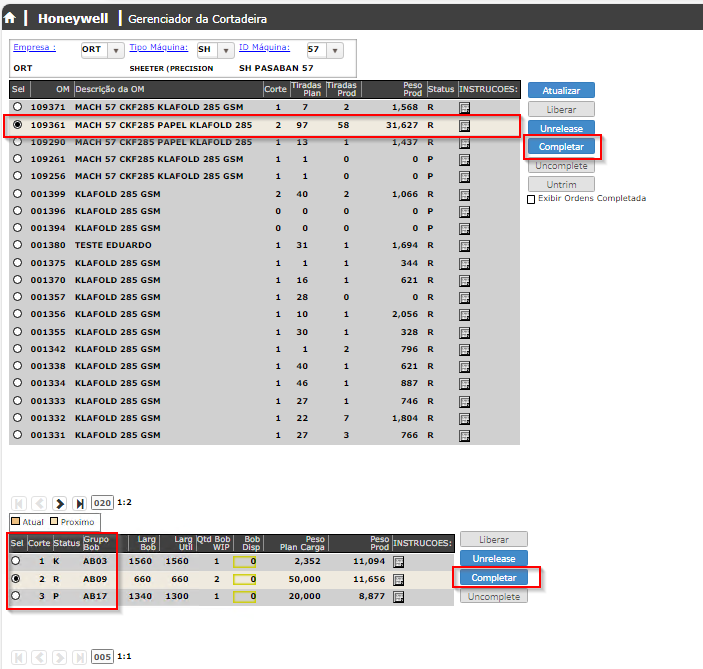 Honeywell Gerenciador da Cortadeira
Empresa : ORT Tipo Máquina: SH ID Máquina: 57
ORT SHEETER (PRECISION SH PASABAN 57
Sel OM Descrição da OM Corte Tiradas Plan Tiradas Prod Peso Prod Status INSTRUCOES:
109371 MACH 57 CKF285 KLAFOLD 285 GSM 1 7 2 1,568 R
109361 MACH 57 CKF285 PAPEL KLAFOLD 285 2 97 58 31,627 R
109290 MACH 57 CKF285 PAPEL KLAFOLD 285 1 13 1 1,437 R
109261 MACH 57 CKF285 KLAFOLD 285 GSM 1 1 0 0 P
109256 MACH 57 CKF285 KLAFOLD 285 GSM 1 1 0 0 P
001399 KLAFOLD 285 GSM 2 40 2 1,066 R
001396 KLAFOLD 285 GSM 0 0 0 0 P
001394 KLAFOLD 285 GSM 0 0 0 0 P
001380 TESTE EDUARDO 1 31 1 1,694 R
001375 KLAFOLD 285 GSM 1 1 1 344 R
001370 KLAFOLD 285 GSM 1 16 1 621 R
001357 KLAFOLD 285 GSM 1 28 0 0 R
001356 KLAFOLD 285 GSM 1 10 1 2,056 R
001355 KLAFOLD 285 GSM 1 30 1 328 R
001342 KLAFOLD 285 GSM 1 1 2 796 R
001338 KLAFOLD 285 GSM 1 40 1 621 R
001334 KLAFOLD 285 GSM 1 46 1 887 R
001333 KLAFOLD 285 GSM 1 27 1 746 R
001332 KLAFOLD 285 GSM 1 22 7 1,804 R
001331 KLAFOLD 285 GSM 1 27 3 766 R
Atualizar
Liberar
Unrelease
Completar
Uncomplete
Untrim
Exibir Ordens Completada
020 1:2
Atual Proximo
Sel Corte Status Grupo Bob Larg Bob Larg Util Qtd Bob WIP Bob Disp Peso Plan Carga Peso Prod INSTRUCOES:
1 K AB03 1560 1560 1 0 2,352 11,094
2 R AB09 660 660 2 0 50,000 11,656
3 P AB17 1340 1300 1 0 20,000 8,877
Liberar
Unrelease
Completar
Uncomplete
005 1:1